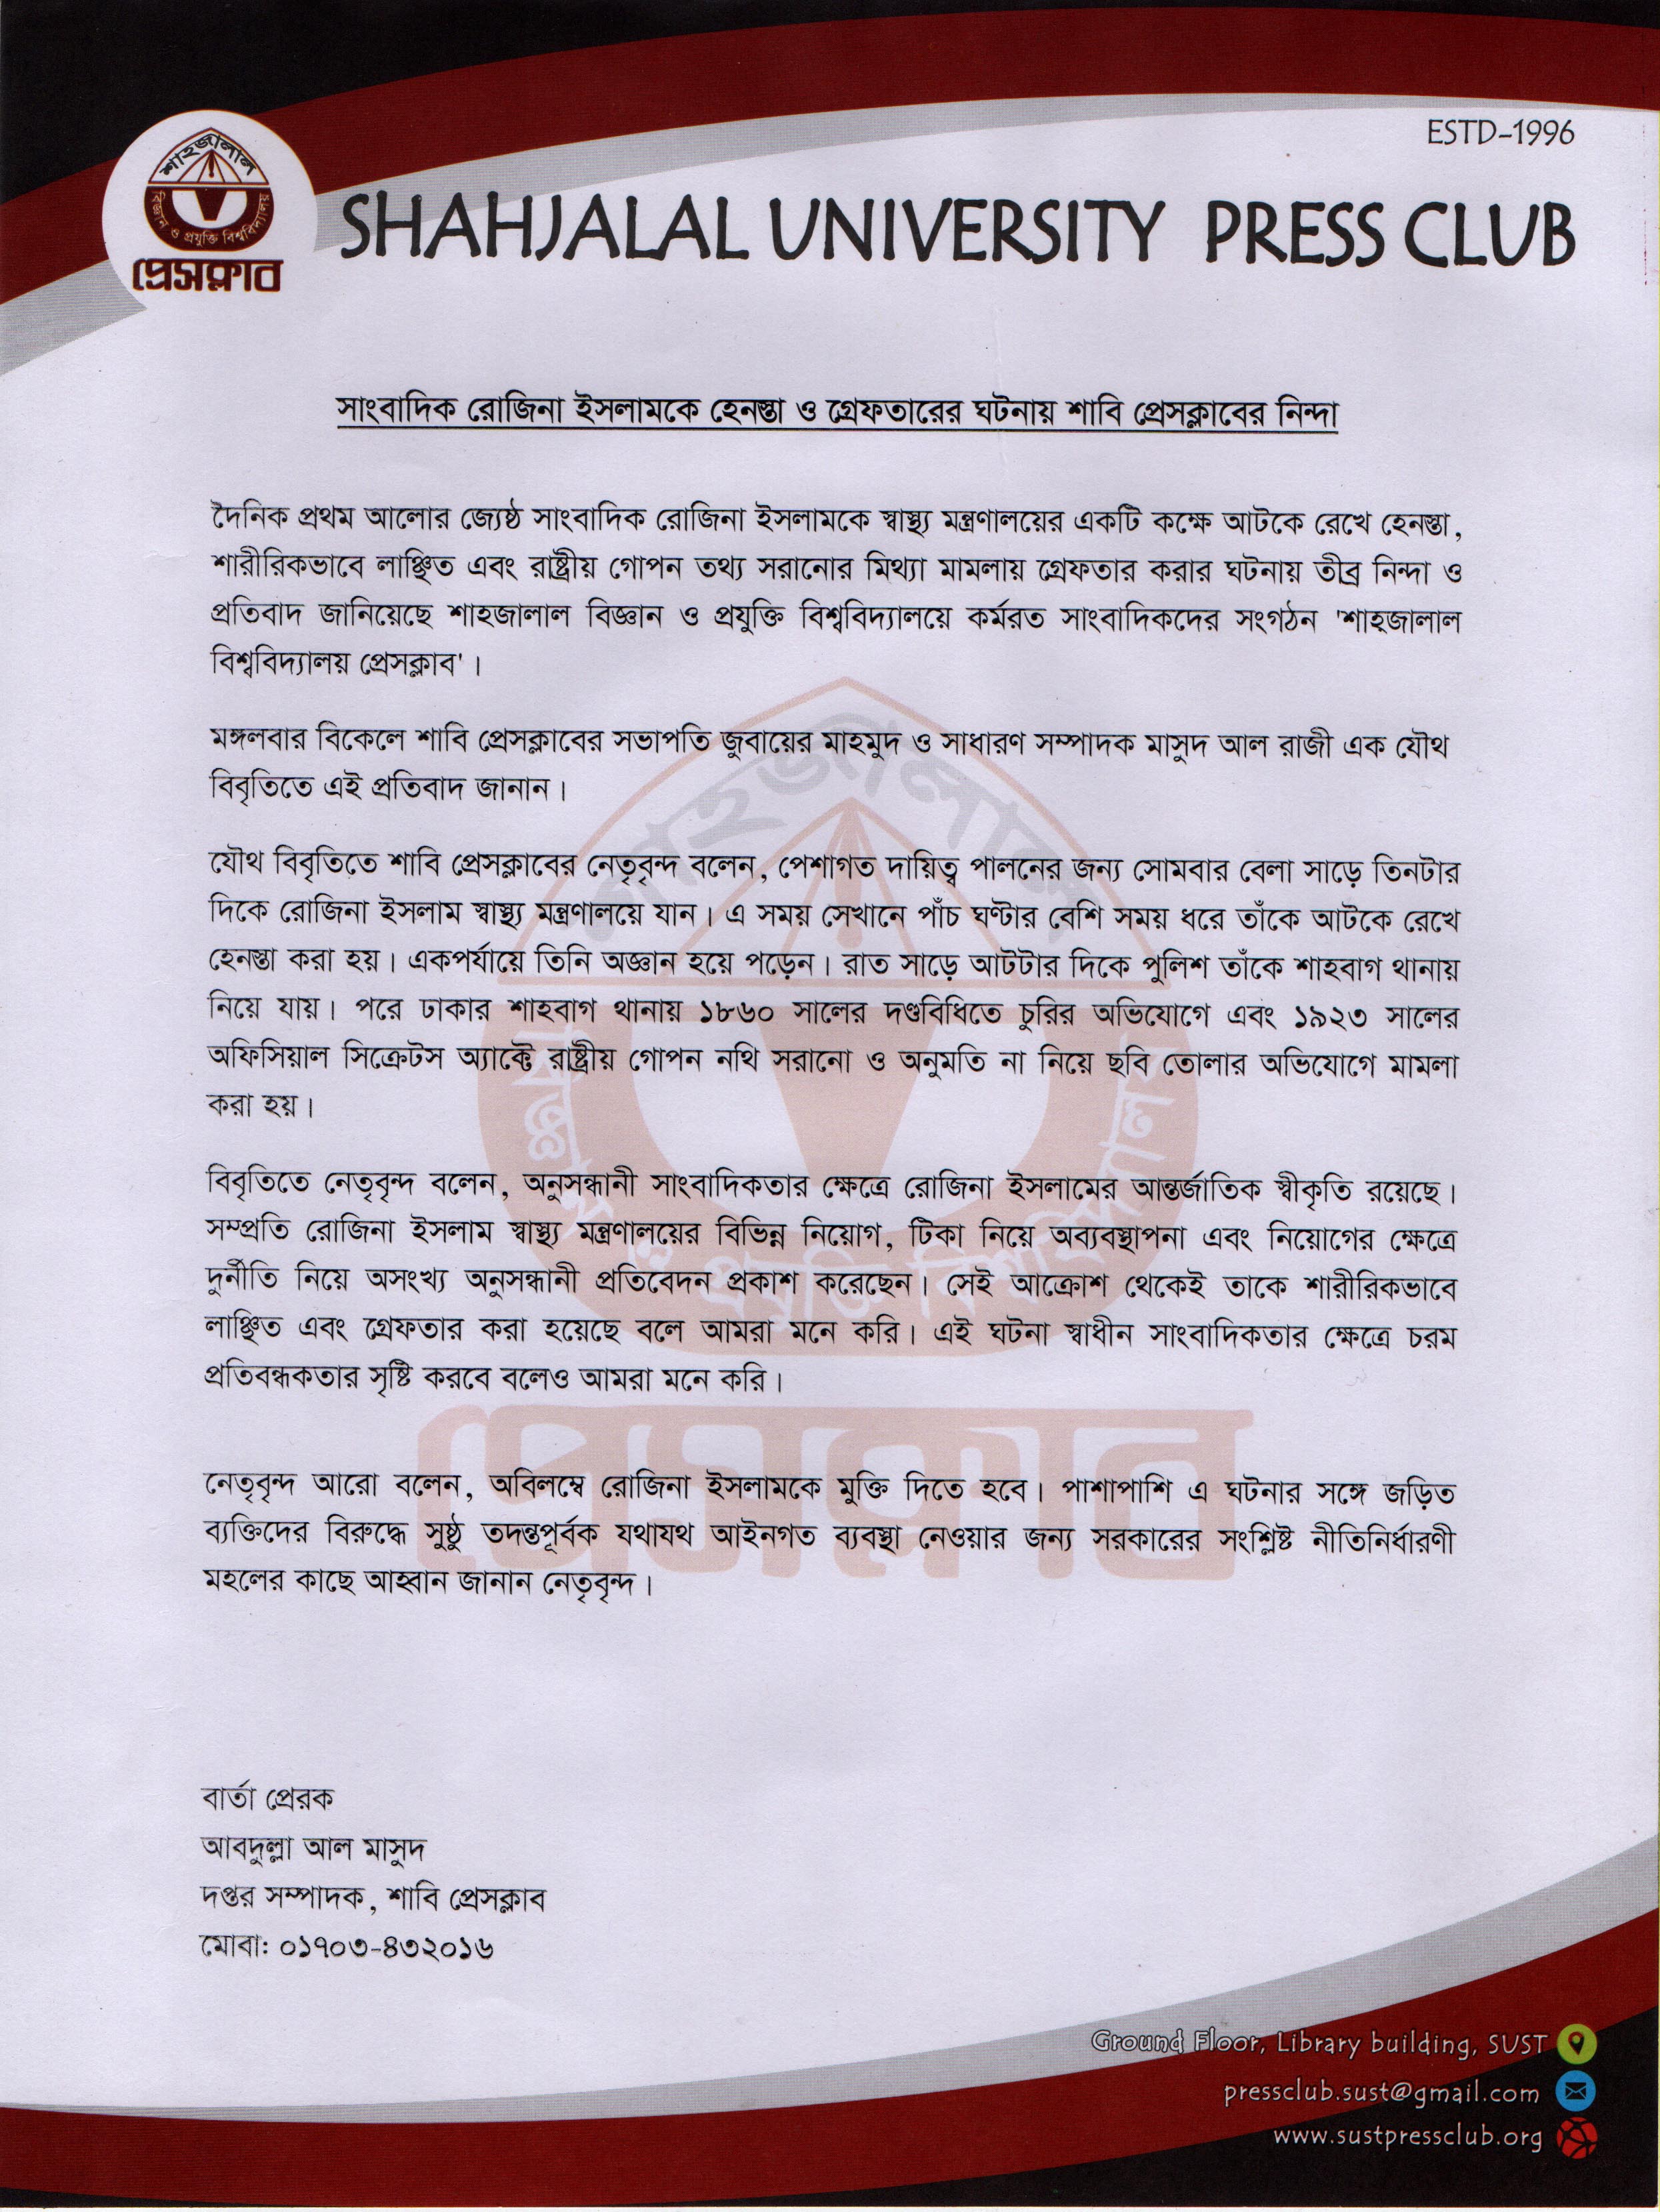 ESTD-1996
শাহজালাল
বিজ্ঞান ও প্রযুক্তি বিশ্ববিদ্যালয়
প্রেসক্লাব
SHAHJALAL UNIVERSITY PRESS CLUB
সাংবাদিক রোজিনা ইসলামকে হেনস্তা ও গ্রেফতারের ঘটনায় শাবি প্রেসক্লাবের নিন্দা
দৈনিক প্রথম আলোর জ্যেষ্ঠ সাংবাদিক রোজিনা ইসলামকে স্বাস্থ্য মন্ত্রণালয়ের একটি কক্ষে আটকে রেখে হেনস্তা,
শারীরিকভাবে লাঞ্ছিত এবং রাষ্ট্রীয় গোপন তথ্য সরানোর মিথ্যা মামলায় গ্রেফতার করার ঘটনায় তীব্র নিন্দা ও
প্রতিবাদ জানিয়েছে শাহজালাল বিজ্ঞান ও প্রযুক্তি বিশ্ববিদ্যালয়ে কর্মরত সাংবাদিকদের সংগঠন 'শাহজালাল
বিশ্ববিদ্যালয় প্রেসক্লাব'।
মঙ্গলবার বিকেলে শাবি প্রেসক্লাবের সভাপতি জুবায়ের মাহমুদ ও সাধারণ সম্পাদক মাসুদ আল রাজী এক যৌথ
বিবৃতিতে এই প্রতিবাদ জানান।
যৌথ বিবৃতিতে শাবি প্রেসক্লাবের নেতৃবৃন্দ বলেন, পেশাগত দায়িত্ব পালনের জন্য সোমবার বেলা সাড়ে তিনটার
দিকে রোজিনা ইসলাম স্বাস্থ্য মন্ত্রণালয়ে যান। এ সময় সেখানে পাঁচ ঘণ্টার বেশি সময় ধরে তাঁকে আটকে রেখে
হেনস্তা করা হয়। একপর্যায়ে তিনি অজ্ঞান হয়ে পড়েন। রাত সাড়ে আটটার দিকে পুলিশ তাঁকে শাহবাগ থানায়
নিয়ে যায়। পরে ঢাকার শাহবাগ থানায় ১৮৬০ সালের দণ্ডবিধিতে চুরির অভিযোগে এবং ১৯২৩ সালের
অফিসিয়াল সিক্রেটস অ্যাক্টে রাষ্ট্রীয় গোপন নথি সরানো ও অনুমতি না নিয়ে ছবি তোলার অভিযোগে মামলা
করা হয়।
বিবৃতিতে নেতৃবৃন্দ বলেন, অনুসন্ধানী সাংবাদিকতার ক্ষেত্রে রোজিনা ইসলামের আন্তর্জাতিক স্বীকৃতি রয়েছে।
সম্প্রতি রোজিনা ইসলাম স্বাস্থ্য মন্ত্রণালয়ের বিভিন্ন নিয়োগ, টিকা নিয়ে অব্যবস্থাপনা এবং নিয়োগের ক্ষেত্রে
দুর্নীতি নিয়ে অসংখ্য অনুসন্ধানী প্রতিবেদন প্রকাশ করেছেন। সেই আক্রোশ থেকেই তাকে শারীরিকভাবে
লাঞ্ছিত এবং গ্রেফতার করা হয়েছে বলে আমরা মনে করি। এই ঘটনা স্বাধীন সাংবাদিকতার ক্ষেত্রে চরম
প্রতিবন্ধকতার সৃষ্টি করবে বলেও আমরা মনে করি।
নেতৃবৃন্দ আরো বলেন, অবিলম্বে রোজিনা ইসলামকে মুক্তি দিতে হবে। পাশাপাশি এ ঘটনার সঙ্গে জড়িত
ব্যক্তিদের বিরুদ্ধে সুষ্ঠু তদন্তপূর্বক যথাযথ আইনগত ব্যবস্থা নেওয়ার জন্য সরকারের সংশ্লিষ্ট নীতিনির্ধারণী
মহলের কাছে আহ্বান জানান নেতৃবৃন্দ।
বার্তা প্রেরক
আবদুল্লা আল মাসুদ
দপ্তর সম্পাদক, শাবি প্রেসক্লাব
মোবা: ০১৭০৩-৪৩২০১৬
Ground Floor, Library building, SUST
pressclub.sust@gmail.com
www.sustpressclub.org